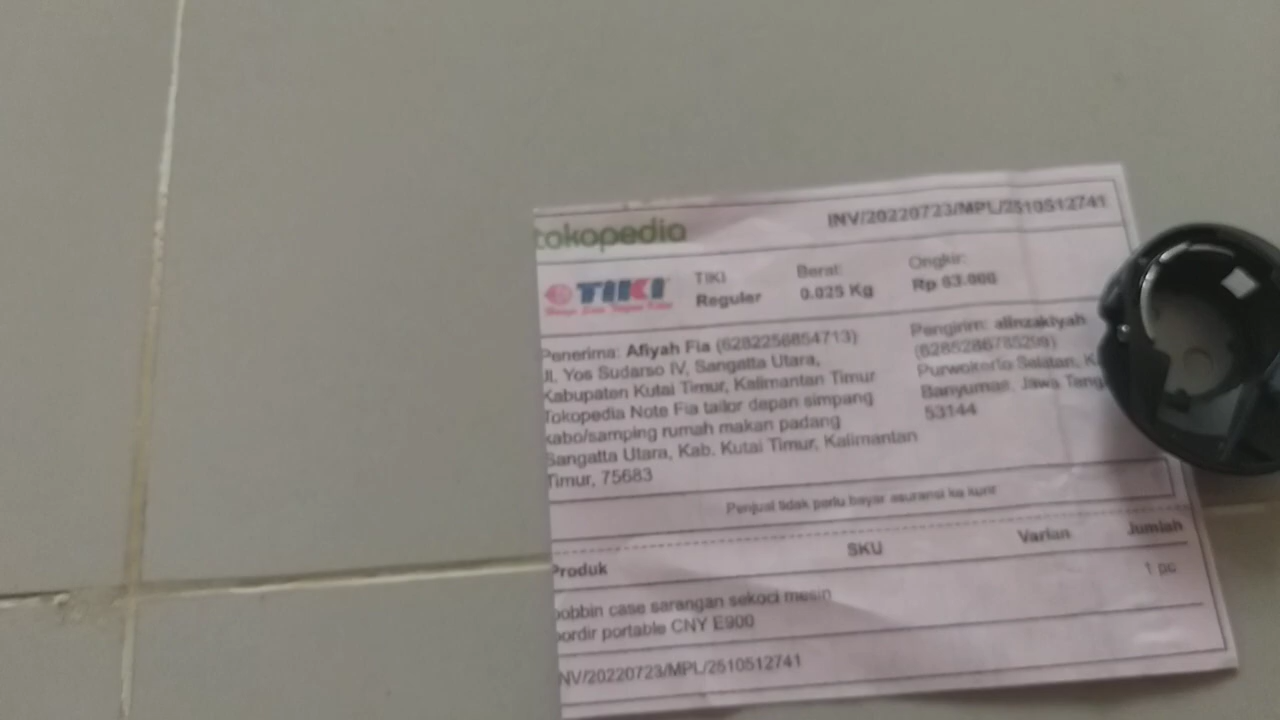 tokopedia INV/20220723/MPL/2510512741
TIKI TIKI Berat: Ongkir:
Regular 0.025 Kg Rp
Penerima: Afiyah Fia (6282256854713)
Jl. Yos Sudarso IV, Sangatta Utara,
Kabupaten Kutai Timur, Kalimantan Timur
Tokopedia Note Fia tailor depan simpang
kabo/samping rumah makan padang
Sangatta Utara, Kab. Kutai Timur, Kalimantan
Timur, 75683
Pengirim: alinzakiyah
Purwokerto Selatan, K
Banyumas, Jawa Teng
53144
Penjual tidak perlu bayar asuransi ke kurir
Produk SKU Varian Jumlah
bobbin case sarangan sekoci mesin 1 pc
bordir portable CNY E900
INV/20220723/MPL/2510512741